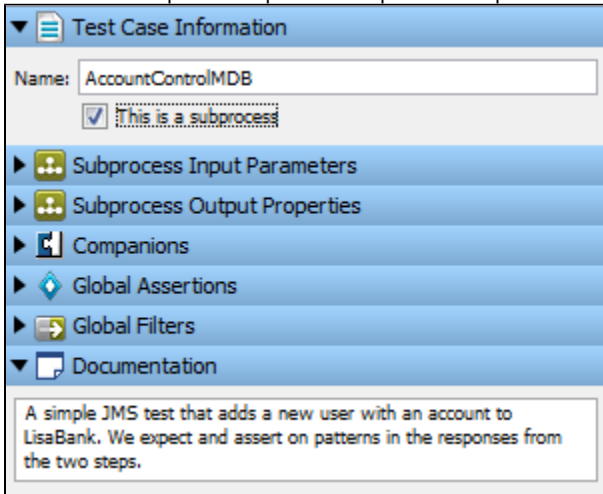 Test Case Information
Name: AccountControlMDB
This is a subprocess
Subprocess Input Parameters
Subprocess Output Properties
Companions
Global Assertions
Global Filters
Documentation
A simple JMS test that adds a new user with an account to
LisaBank. We expect and assert on patterns in the responses from
the two steps.